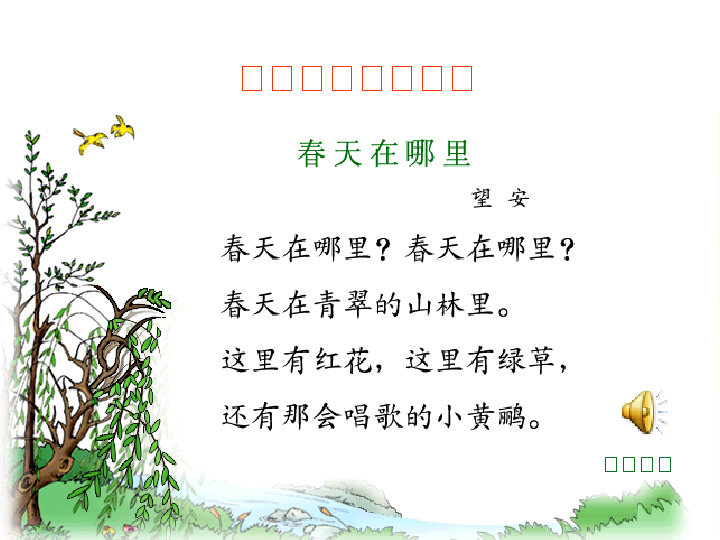 春天在哪里
望 安
春天在哪里？春天在哪里？
春天在青翠的山林里。
这里有红花，这里有绿草，
还有那会唱歌的小黄鹂。